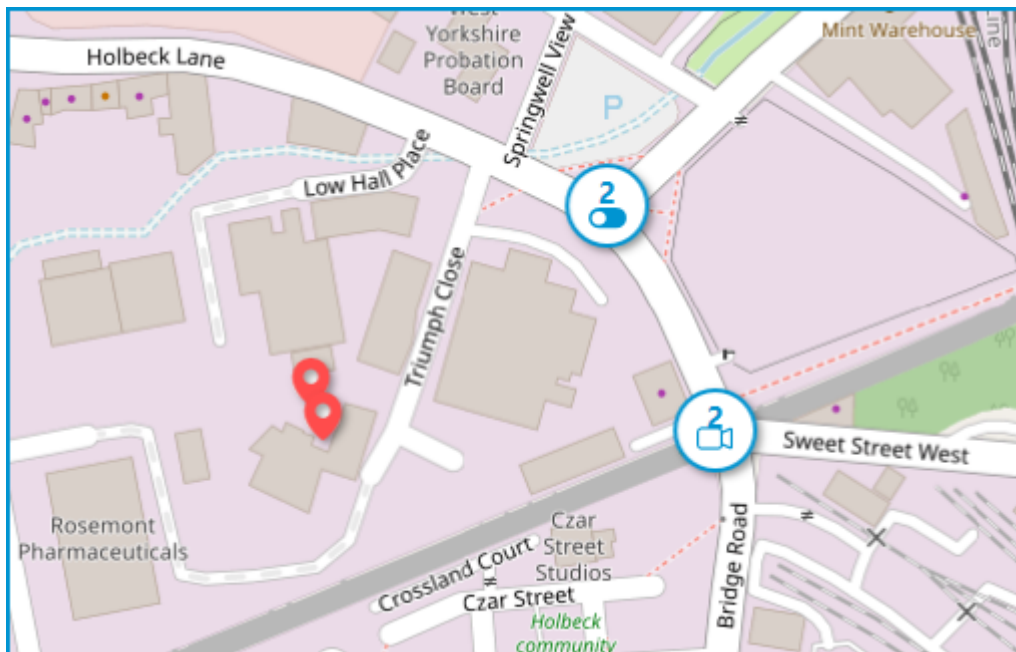 West
Yorkshire
Probation
Board
Holbeck Lane
Springwell View
Mint Warehouse
Line
P
Low Hall Place
2
Triumph Close
2
Sweet Street West
Rosemont
Pharmaceuticals
Czar
Street
Studios
Crossland Court
Czar Street
Bridge Road
Holbeck
community